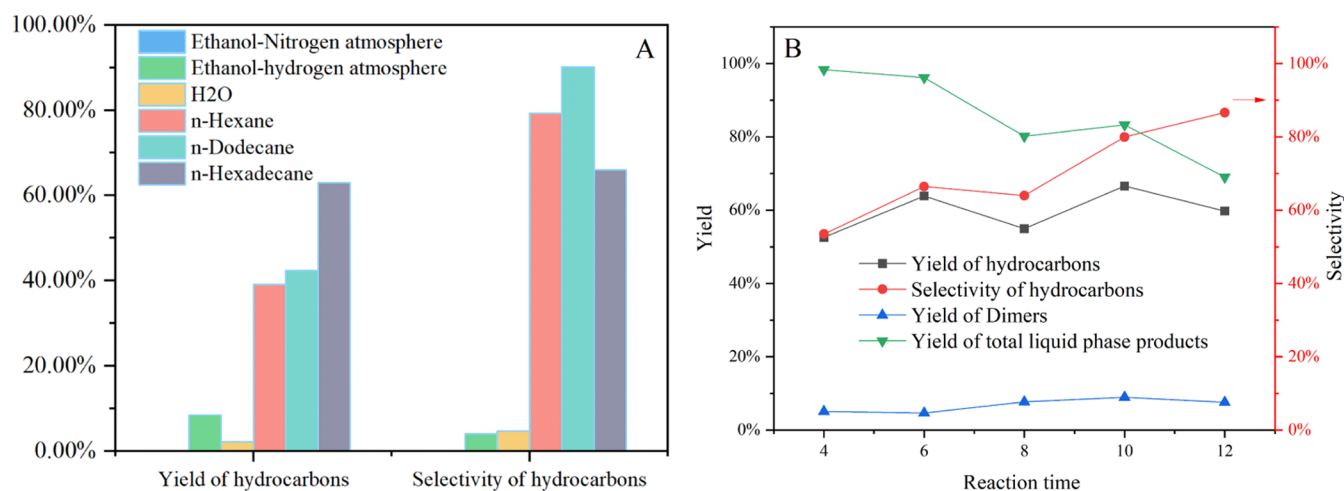 100.00%
80.00%
60.00%
40.00%
20.00%
0.00%
Ethanol-Nitrogen atmosphere
Ethanol-hydrogen atmosphere
H2O
n-Hexane
n-Dodecane
n-Hexadecane
A
Yield of hydrocarbons
Selectivity of hydrocarbons
B
Yield
100%
80%
60%
40%
20%
0%
Yield of hydrocarbons
Selectivity of hydrocarbons
Yield of Dimers
Yield of total liquid phase products
4
6
8
10
12
Reaction time
100%
80%
60%
40%
20%
0%
Selectivity